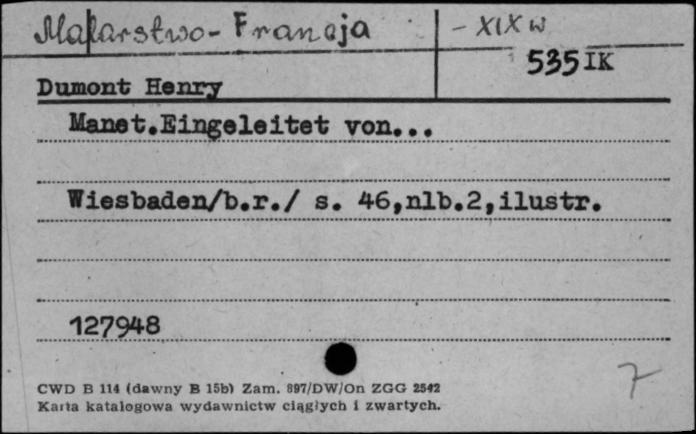 Malarstwo - Francja - XIX w
535 IK
Dumont Henry
Manet.Eingeleitet von...
Wiesbaden/b.r./ s. 46,nlb.2,ilustr.
127948
7
CWD B 114 (dawny B 15b) Zam. 897/DW/On ZGG 2542
Karta katalogowa wydawnictw ciągłych i zwartych.